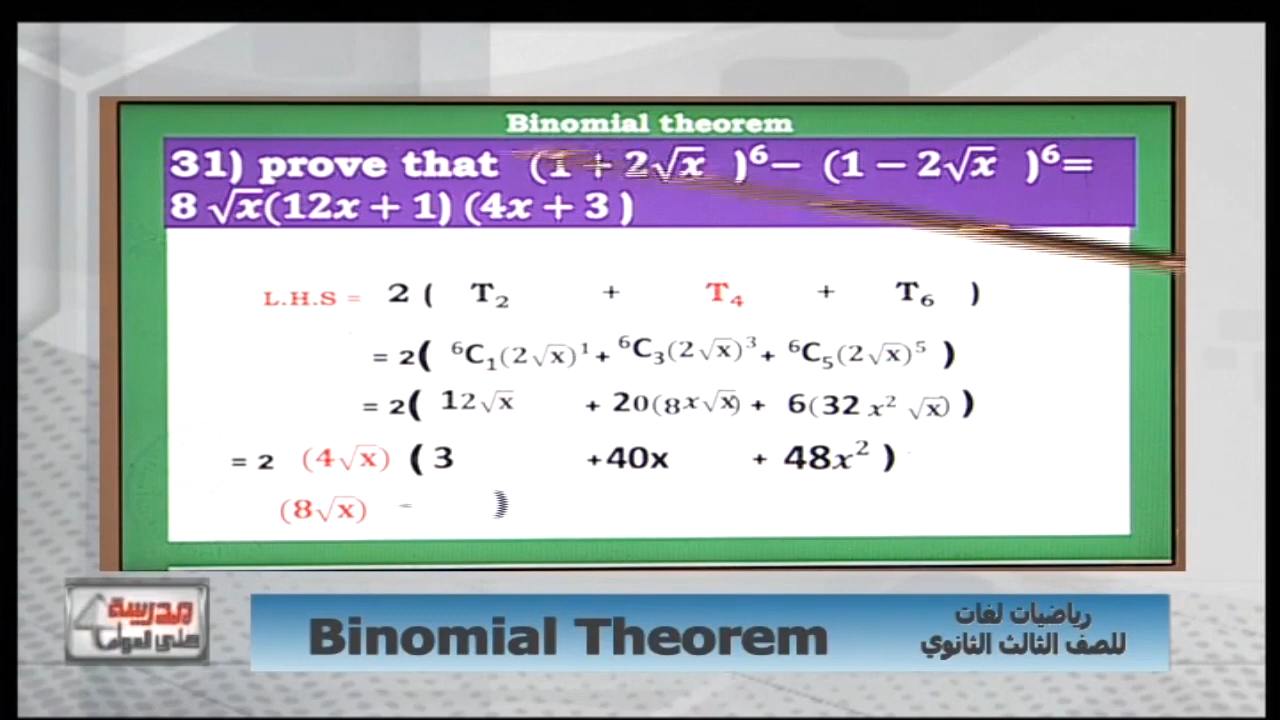 Binomial theorem
31) prove that (1 + 2√x )⁶− (1 − 2√x )⁶=
8 √x(12x + 1) (4x + 3 )
L.H.S = 2 ( T₂ + T₄ + T₆ )
= 2( ⁶C₁(2√x)¹+ ⁶C₃(2√x)³+ ⁶C₅(2√x)⁵ )
= 2( 12√x + 20(8x√x) + 6(32 x² √x) )
= 2 (4√x) ( 3 +40x + 48x² )
(8√x) )
مدرسة
على الهواء
Binomial Theorem
رياضيات لغات
للصف الثالث الثانوي